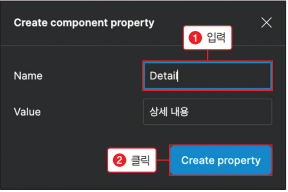 Create component property
1 입력
Name
Detail
Value
상세 내용
2 클릭
Create property